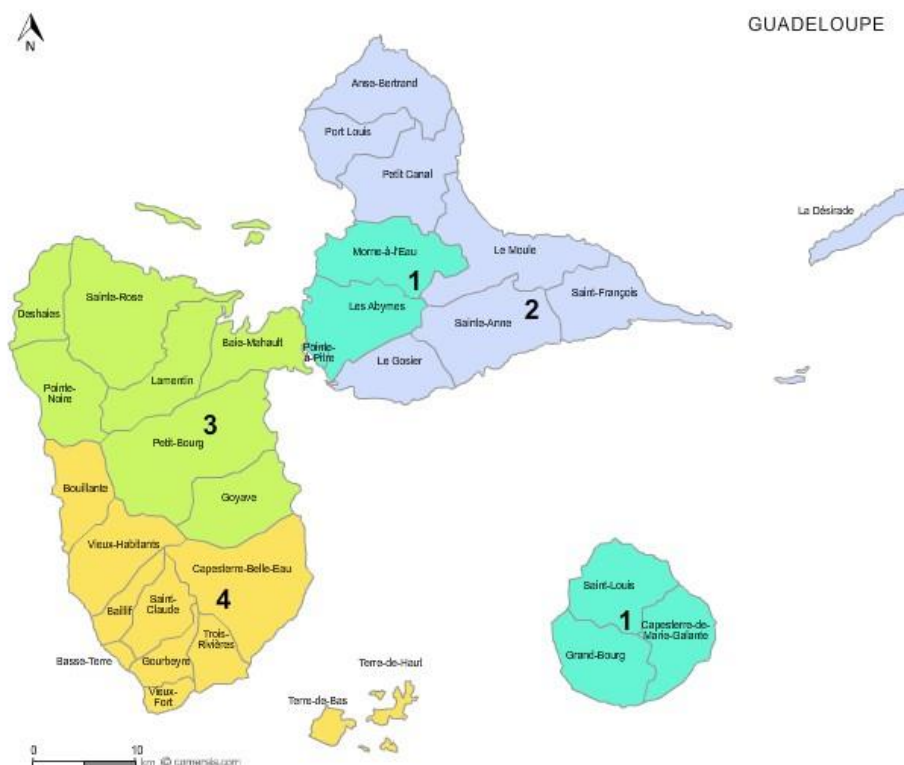 N
GUADELOUPE
Anse-Bertrand
Port Louis
Petit Canal
La Désirade
Morne-à-l'Eau
Le Moule
1
Sainte-Rose
Saint-François
Deshaies
Les Abymes
2
Sainte-Anne
Baie-Mahault
Pointe-
à-Pitre
Le Gosier
Lamentin
Pointe-
Noire
3
Petit-Bourg
Bouillante
Goyave
Vieux-Habitants
Capesterre-Belle-Eau
Saint-Louis
Saint-
Claude
4
Baillif
1
Capesterre-de-
Marie-Galante
Trois-
Rivières
Grand-Bourg
Basse-Terre
Gourbeyre
Terre-de-Haut
Vieux-
Fort
Terre-de-Bas
0 10
km © comersis.com